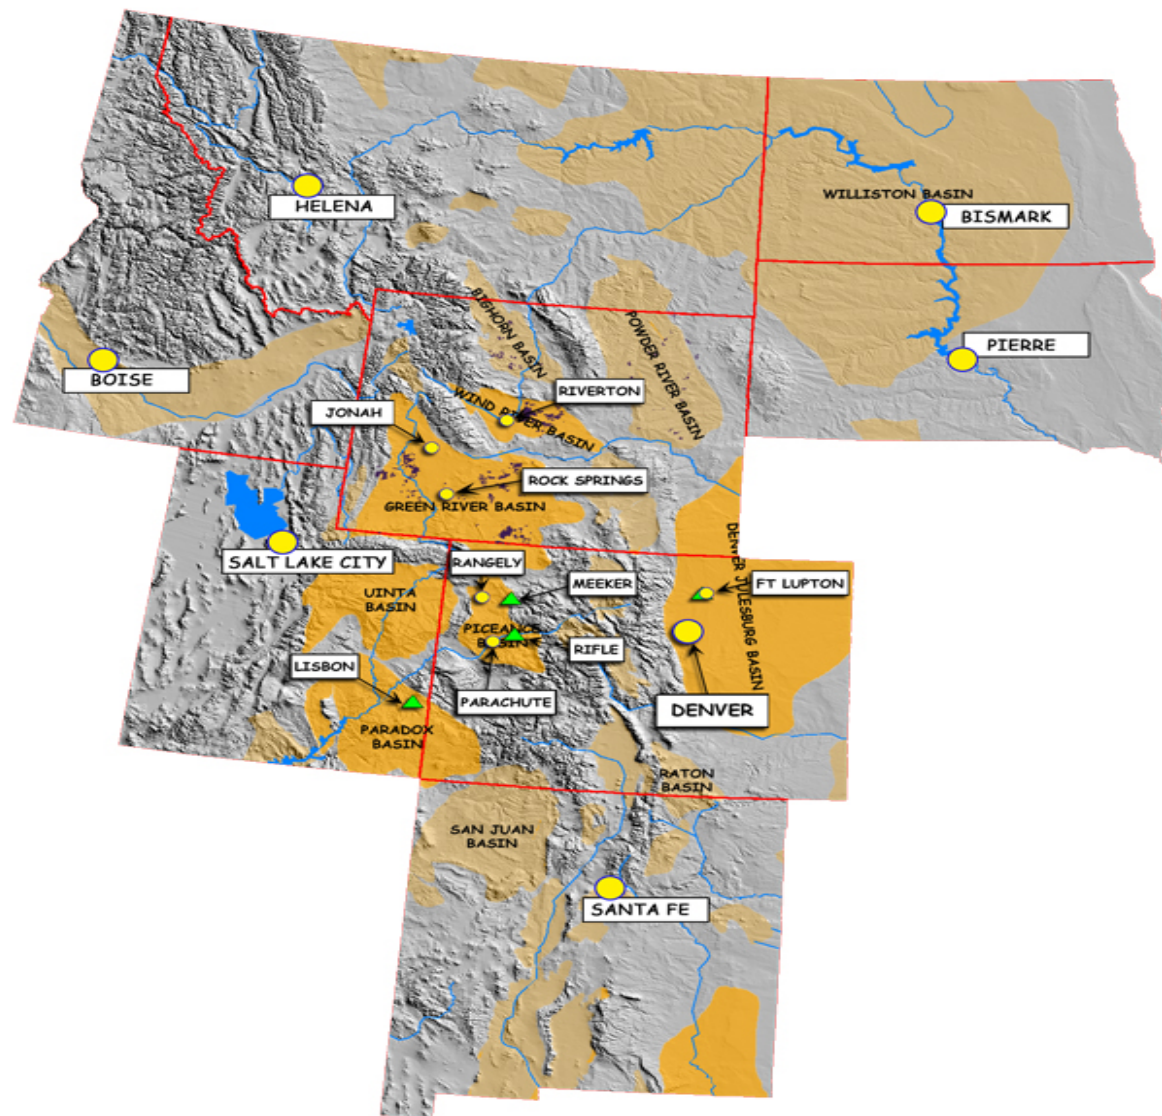 HELENA
WILLISTON BASIN
BISMARK
PIERRE
BOISE
BIGHORN BASIN
POWDER RIVER BASIN
RIVERTON
JONAH
WIND RIVER BASIN
ROCK SPRINGS
GREEN RIVER BASIN
SALT LAKE CITY
RANGELY
MEEKER
FT LUPTON
DENVER JULESBURG BASIN
UINTA
BASIN
PICEANCE
BASIN
RIFLE
LISBON
PARACHUTE
DENVER
PARADOX
BASIN
RATON
BASIN
SAN JUAN
BASIN
SANTA FE